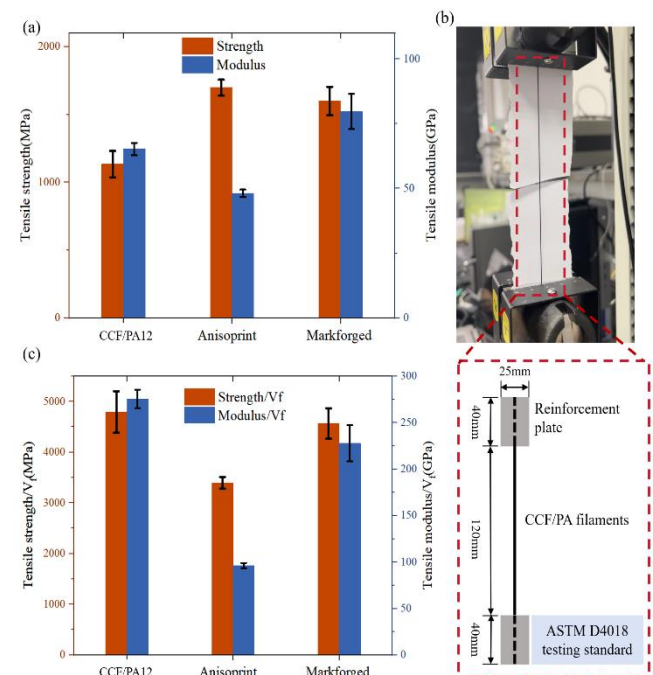 (a)
Strength
Modulus
Tensile strength(MPa)
2000
1000
0
Tensile modulus(GPa)
100
50
0
CCF/PA12
Anisoprint
Markforged
(b)
(c)
Strength/Vf
Modulus/Vf
Tensile strength/Vf(MPa)
5000
4500
4000
3500
3000
2000
1000
500
0
Tensile modulus/Vf(GPa)
300
250
200
150
100
50
0
CCF/PA12
Anisoprint
Markforged
25mm
40mm
Reinforcement
plate
120mm
CCF/PA filaments
40mm
ASTM D4018
testing standard